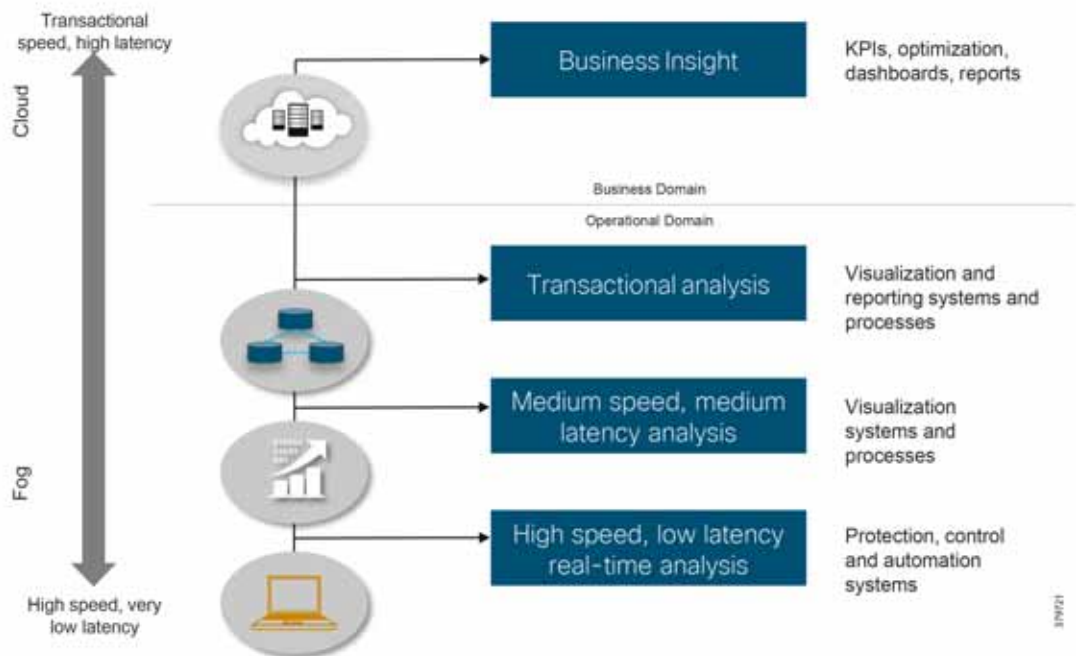 Transactional
speed, high latency
Cloud
Business Insight
KPIs, optimization,
dashboards, reports
Business Domain
Operational Domain
Transactional analysis
Visualization and
reporting systems and
processes
Medium speed, medium
latency analysis
Visualization
systems and
processes
Fog
High speed, low latency
real-time analysis
Protection, control
and automation
systems
High speed, very
low latency
379721